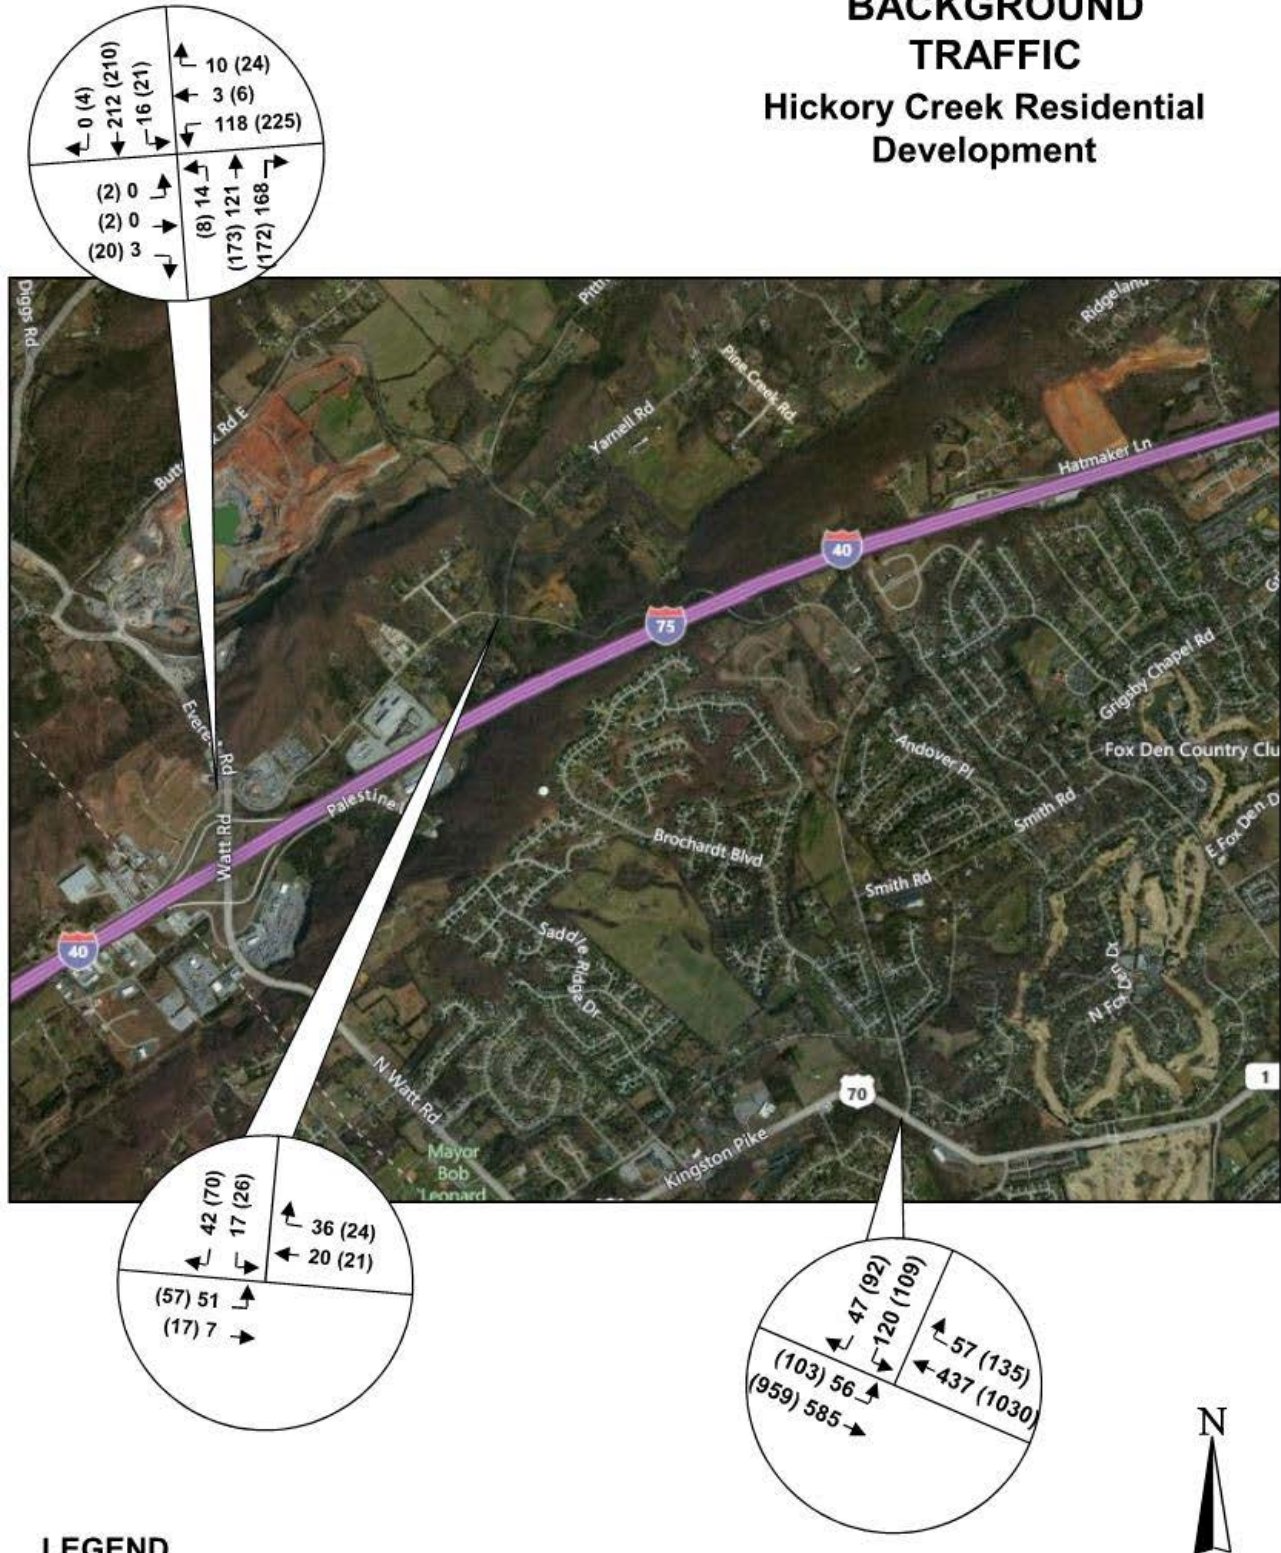 BACKGROUND
TRAFFIC
Hickory Creek Residential
Development
0 (4)
212 (210)
16 (21)
10 (24)
3 (6)
118 (225)
(2) 0
(2) 0
(20) 3
(8) 14
(173) 121
(172) 168
Diggs Rd
Rd E
Yarnell Rd
Pine Creek Rd
Ridgeland
Hatmaker Ln
40
75
Grigsby Chapel Rd
Rd
Andover Pl
Fox Den Country Clu
Palestine
Watt Rd
Smith Rd
E Fox Den D
Brochardt Blvd
Smith Rd
40
Saddle Ridge Dr
N Fox Den Dr
N Watt Rd
70
1
Mayor
Bob
Leonard
Kingston Pike
42 (70)
17 (26)
36 (24)
20 (21)
(57) 51
(17) 7
47 (92)
120 (109)
57 (135)
437 (1030)
(103) 56
(959) 585
N
LEGEND